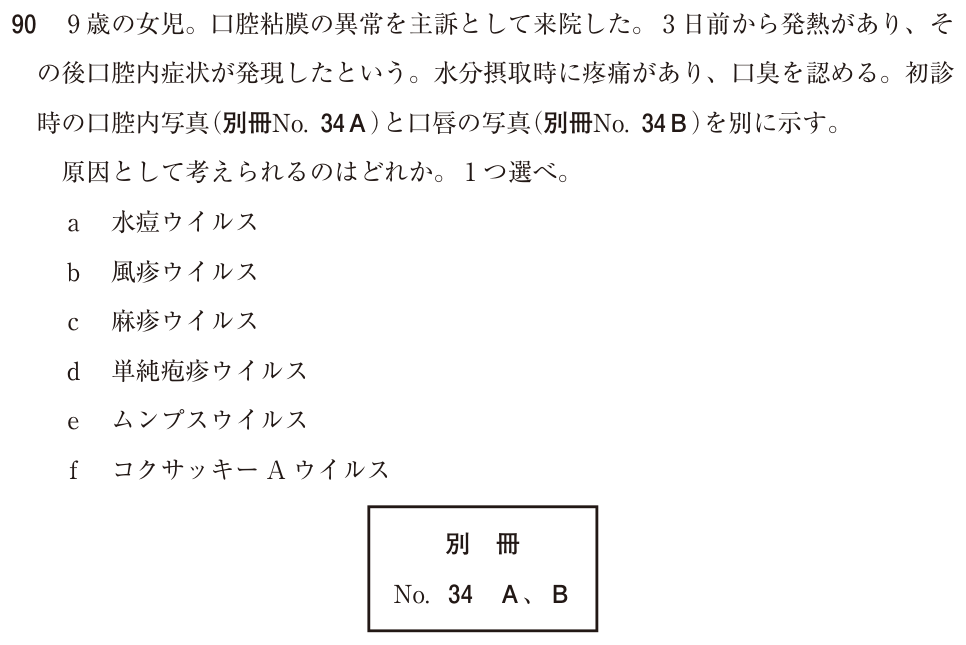 90　9歳の女児。口腔粘膜の異常を主訴として来院した。3日前から発熱があり、そ
の後口腔内症状が発現したという。水分摂取時に疼痛があり、口臭を認める。初診
時の口腔内写真(別冊No. 34 A)と口唇の写真(別冊No. 34 B)を別に示す。
原因として考えられるのはどれか。1つ選べ。
a　水痘ウイルス
b　風疹ウイルス
c　麻疹ウイルス
d　単純疱疹ウイルス
e　ムンプスウイルス
f　コクサッキー A ウイルス
別　冊
No. 34　A、B